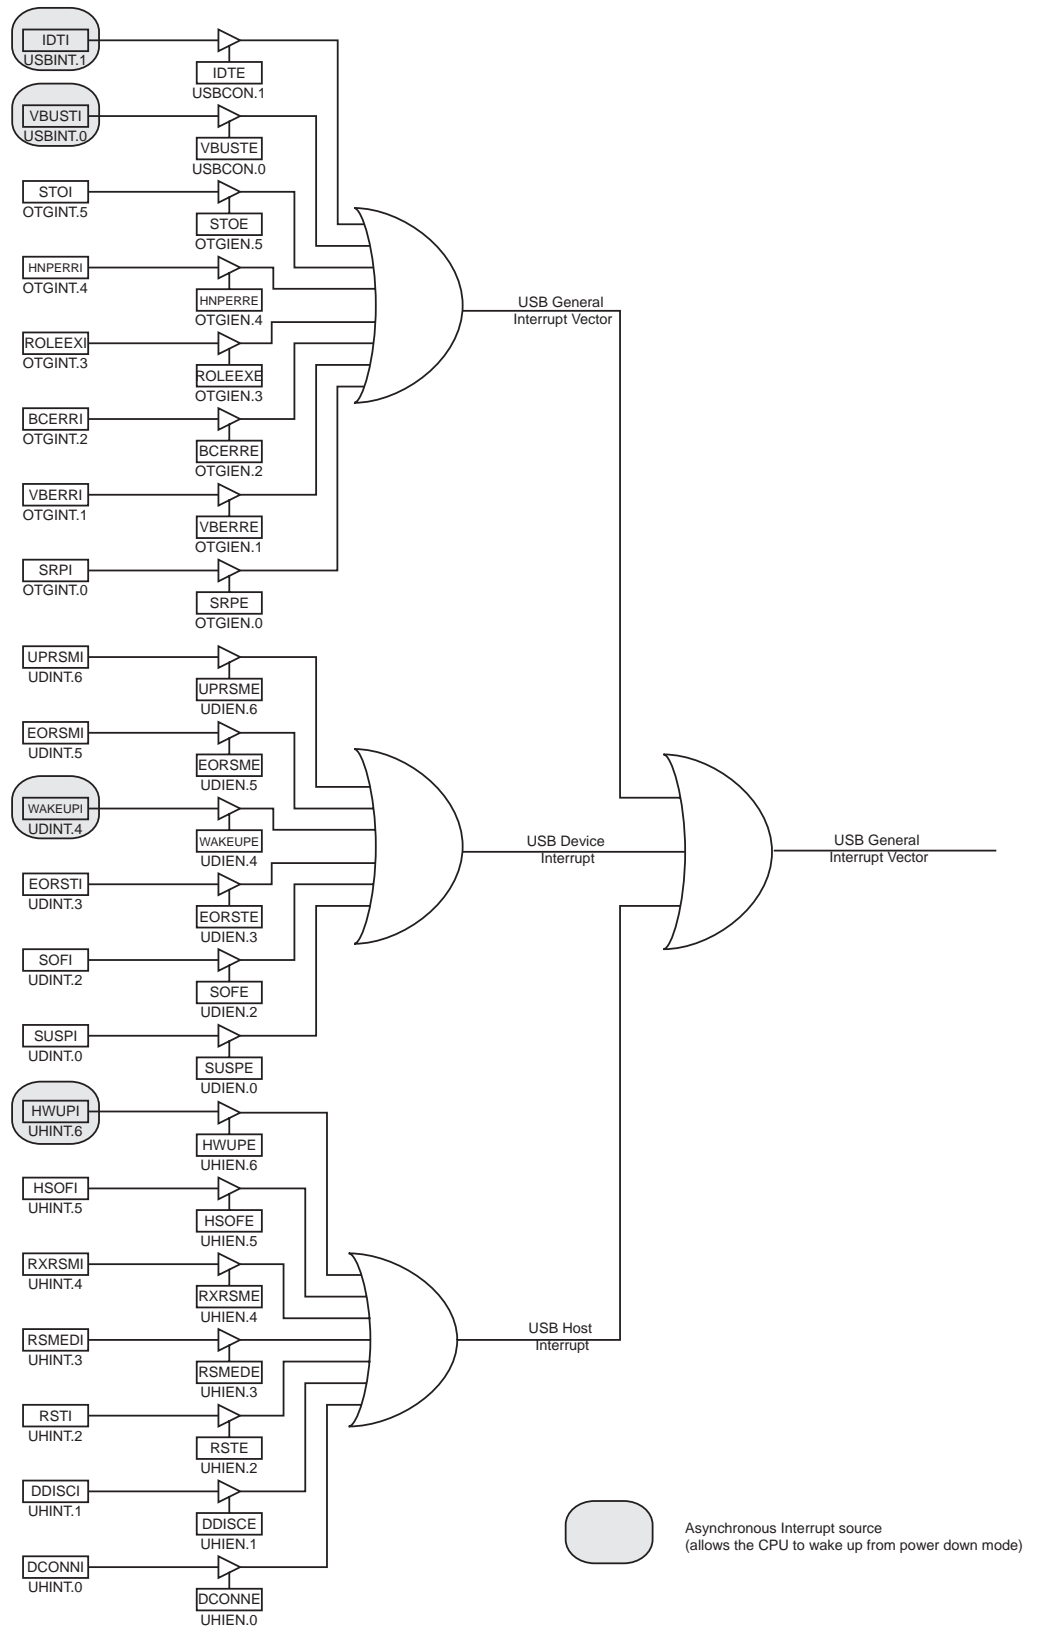 IDTI
USBINT.1
IDTE
USBCON.1
VBUSTI
USBINT.0
VBUSTE
USBCON.0
STOI
OTGINT.5
STOE
OTGIEN.5
HNPERRI
OTGINT.4
HNPERRE
OTGIEN.4
ROLEEXI
OTGINT.3
ROLEEXE
OTGIEN.3
BCERRI
OTGINT.2
BCERRE
OTGIEN.2
VBERRI
OTGINT.1
VBERRE
OTGIEN.1
SRPI
OTGINT.0
SRPE
OTGIEN.0
USB General
Interrupt Vector
UPRSMI
UDINT.6
UPRSME
UDIEN.6
EORSMI
UDINT.5
EORSME
UDIEN.5
WAKEUPI
UDINT.4
WAKEUPE
UDIEN.4
EORSTI
UDINT.3
EORSTE
UDIEN.3
SOFI
UDINT.2
SOFE
UDIEN.2
SUSPI
UDINT.0
SUSPE
UDIEN.0
USB Device
Interrupt
USB General
Interrupt Vector
HWUPI
UHINT.6
HWUPE
UHIEN.6
HSOFI
UHINT.5
HSOFE
UHIEN.5
RXRSMI
UHINT.4
RXRSME
UHIEN.4
RSMEDI
UHINT.3
RSMEDE
UHIEN.3
RSTI
UHINT.2
RSTE
UHIEN.2
DDISCI
UHINT.1
DDISCE
UHIEN.1
DCONNI
UHINT.0
DCONNE
UHIEN.0
USB Host
Interrupt
Asynchronous Interrupt source
(allows the CPU to wake up from power down mode)